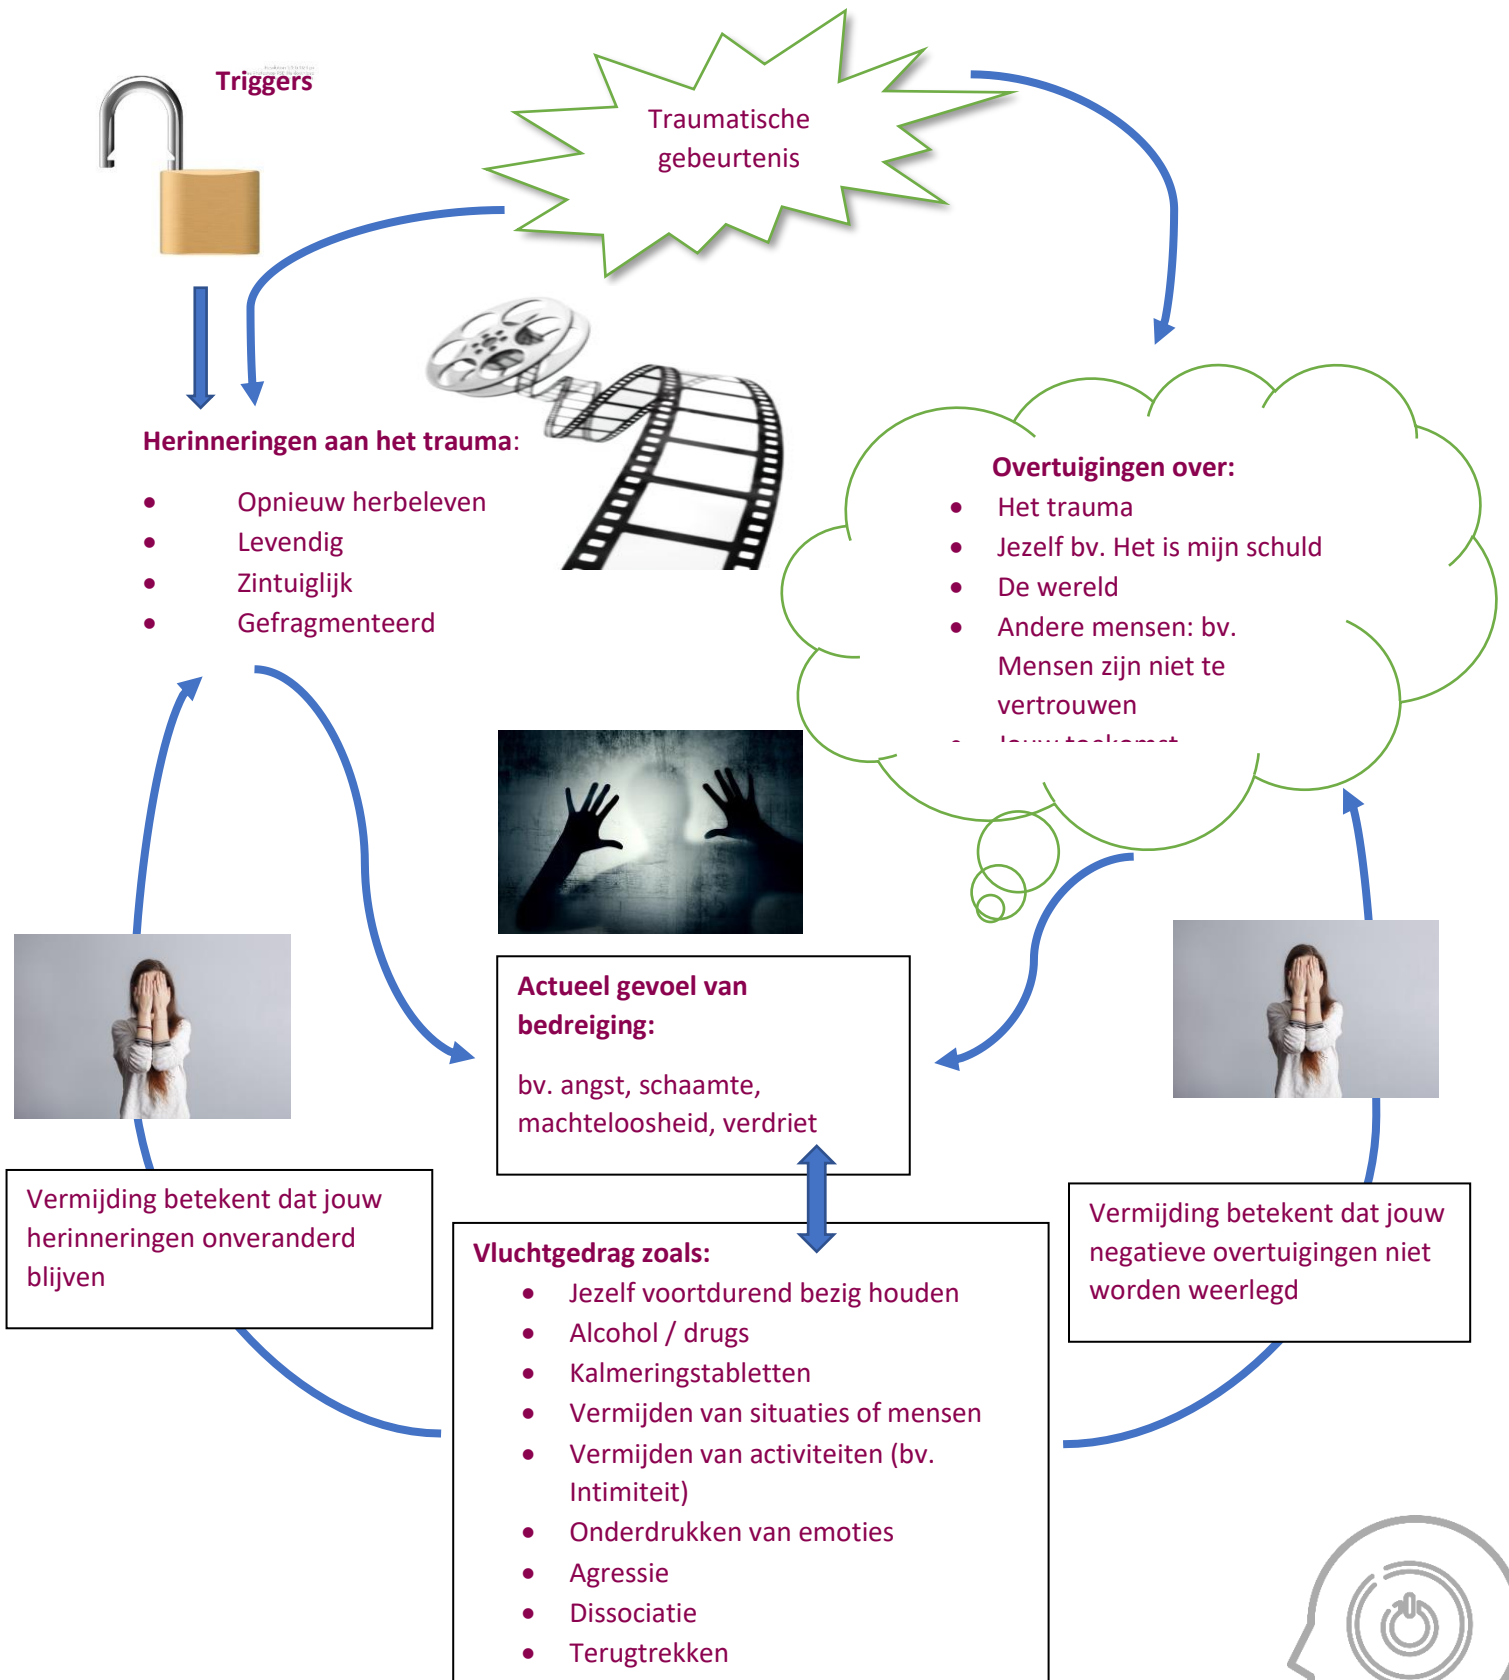 Triggers
Traumatische
gebeurtenis
Herinneringen aan het trauma:
• Opnieuw herbeleven
• Levendig
• Zintuiglijk
• Gefragmenteerd
Overtuigingen over:
• Het trauma
• Jezelf bv. Het is mijn schuld
• De wereld
• Andere mensen: bv.
Mensen zijn niet te
vertrouwen
• Jouw toekomst
Actueel gevoel van
bedreiging:
bv. angst, schaamte,
machteloosheid, verdriet
Vermijding betekent dat jouw
herinneringen onveranderd
blijven
Vermijding betekent dat jouw
negatieve overtuigingen niet
worden weerlegd
Vluchtgedrag zoals:
• Jezelf voortdurend bezig houden
• Alcohol / drugs
• Kalmeringstabletten
• Vermijden van situaties of mensen
• Vermijden van activiteiten (bv.
Intimiteit)
• Onderdrukken van emoties
• Agressie
• Dissociatie
• Terugtrekken